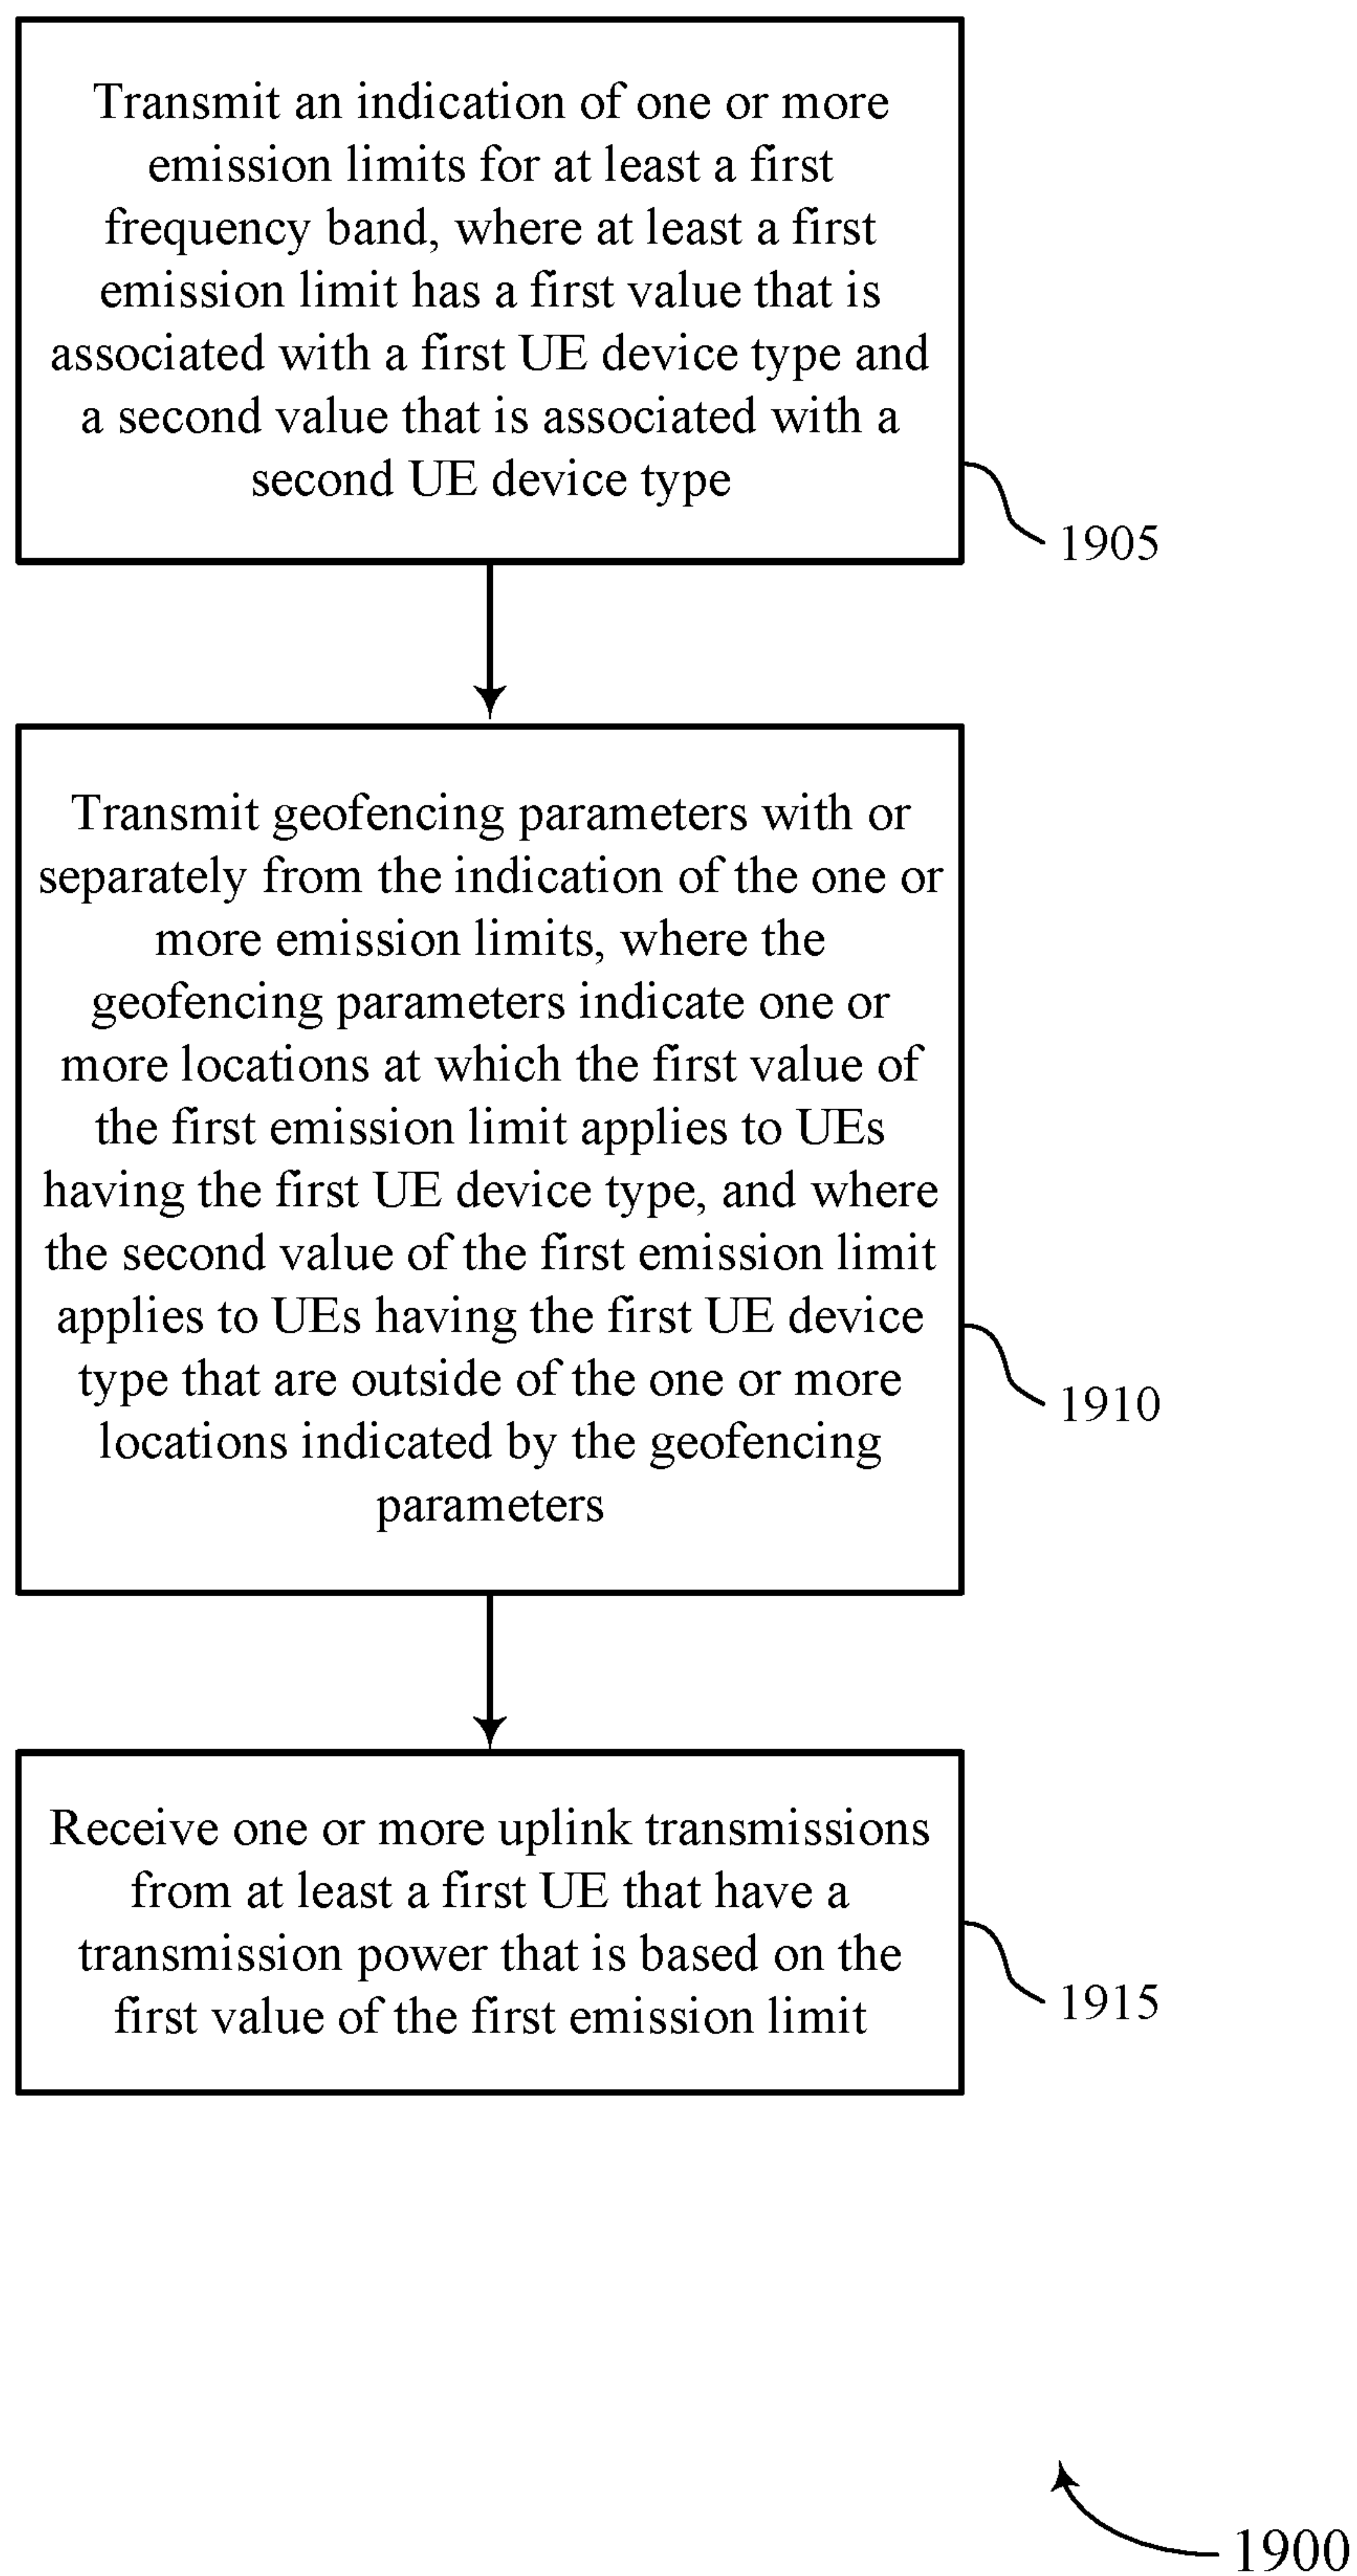 Transmit an indication of one or more
emission limits for at least a first
frequency band, where at least a first
emission limit has a first value that is
associated with a first UE device type and
a second value that is associated with a
second UE device type
1905
Transmit geofencing parameters with or
separately from the indication of the one or
more emission limits, where the
geofencing parameters indicate one or
more locations at which the first value of
the first emission limit applies to UEs
having the first UE device type, and where
the second value of the first emission limit
applies to UEs having the first UE device
type that are outside of the one or more
locations indicated by the geofencing
parameters
1910
Receive one or more uplink transmissions
from at least a first UE that have a
transmission power that is based on the
first value of the first emission limit
1915
1900